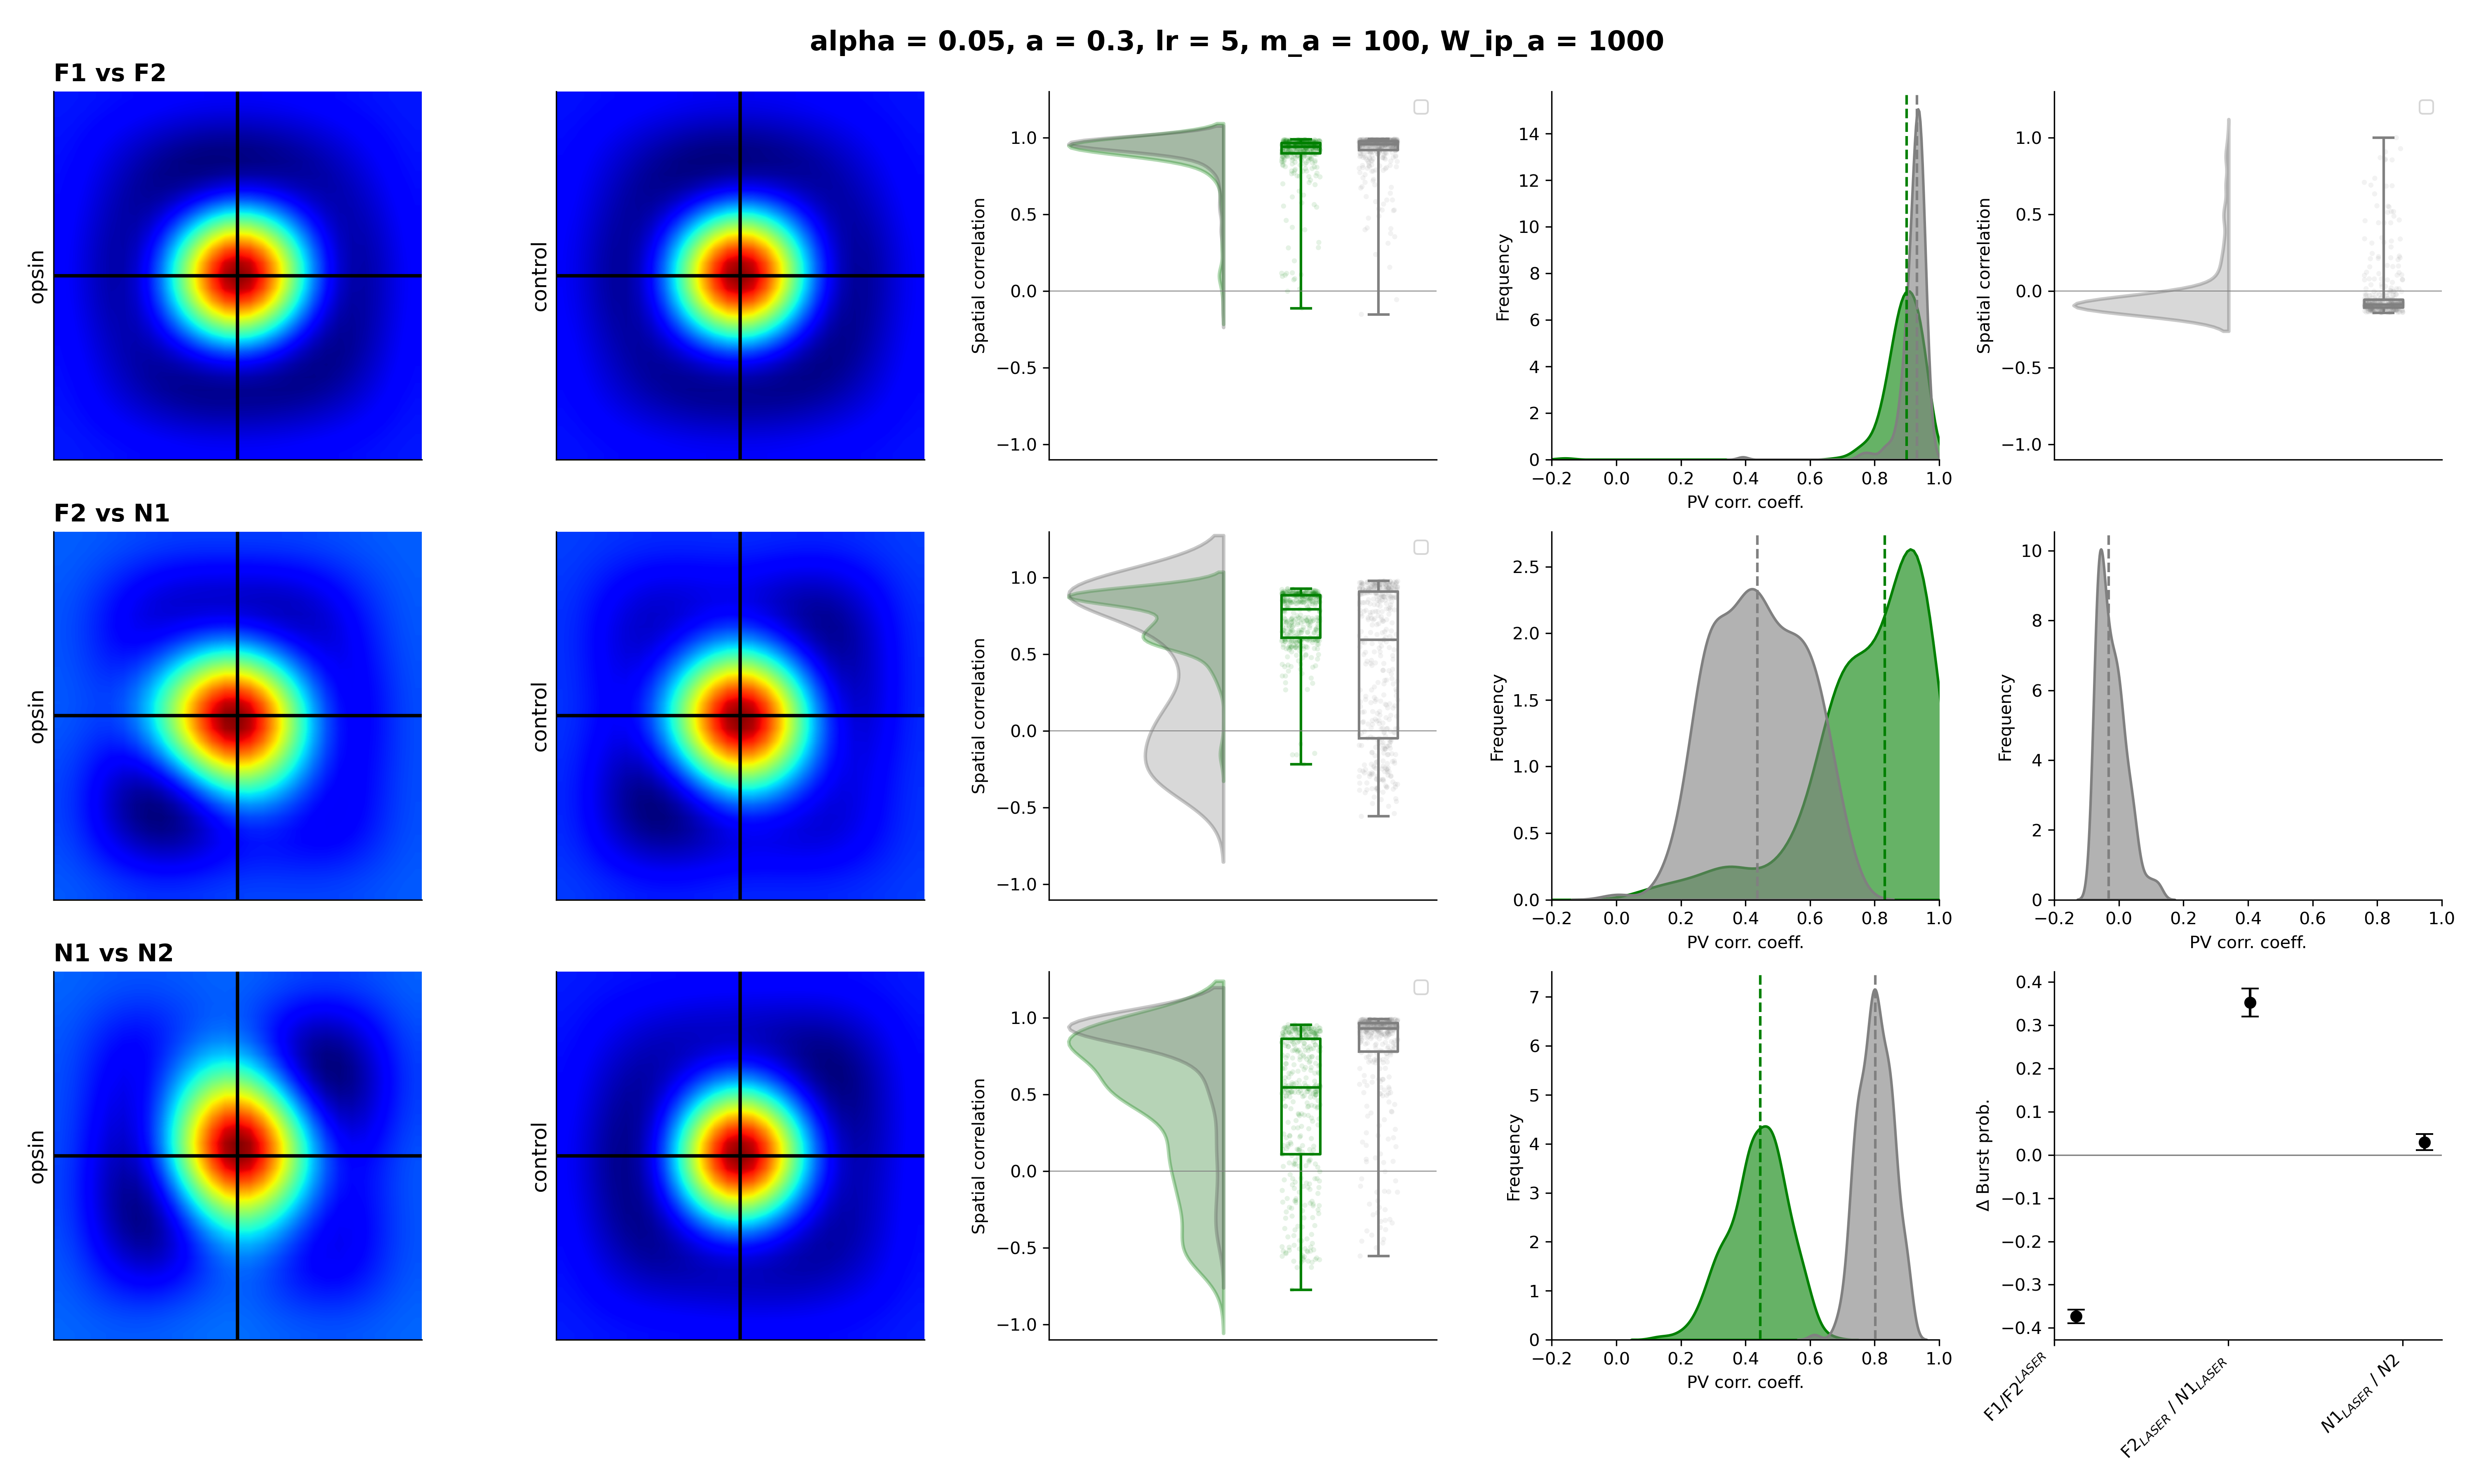 alpha = 0.05, a = 0.3, lr = 5, m_a = 100, W_ip_a = 1000
F1 vs F2
opsin
control
Spatial correlation
1.0
0.5
0.0
−0.5
−1.0
Frequency
14
12
10
8
6
4
2
0
−0.2 0.0 0.2 0.4 0.6 0.8 1.0
PV corr. coeff.
Spatial correlation
1.0
0.5
0.0
−0.5
−1.0
F2 vs N1
opsin
control
Spatial correlation
1.0
0.5
0.0
−0.5
−1.0
Frequency
2.5
2.0
1.5
1.0
0.5
0.0
−0.2 0.0 0.2 0.4 0.6 0.8 1.0
PV corr. coeff.
Frequency
10
8
6
4
2
0
−0.2 0.0 0.2 0.4 0.6 0.8 1.0
PV corr. coeff.
N1 vs N2
opsin
control
Spatial correlation
1.0
0.5
0.0
−0.5
−1.0
Frequency
7
6
5
4
3
2
1
0
−0.2 0.0 0.2 0.4 0.6 0.8 1.0
PV corr. coeff.
Δ Burst prob.
0.4
0.3
0.2
0.1
0.0
−0.1
−0.2
−0.3
−0.4
F1/F2^LASER
F2_LASER / N1_LASER
N1_LASER / N2